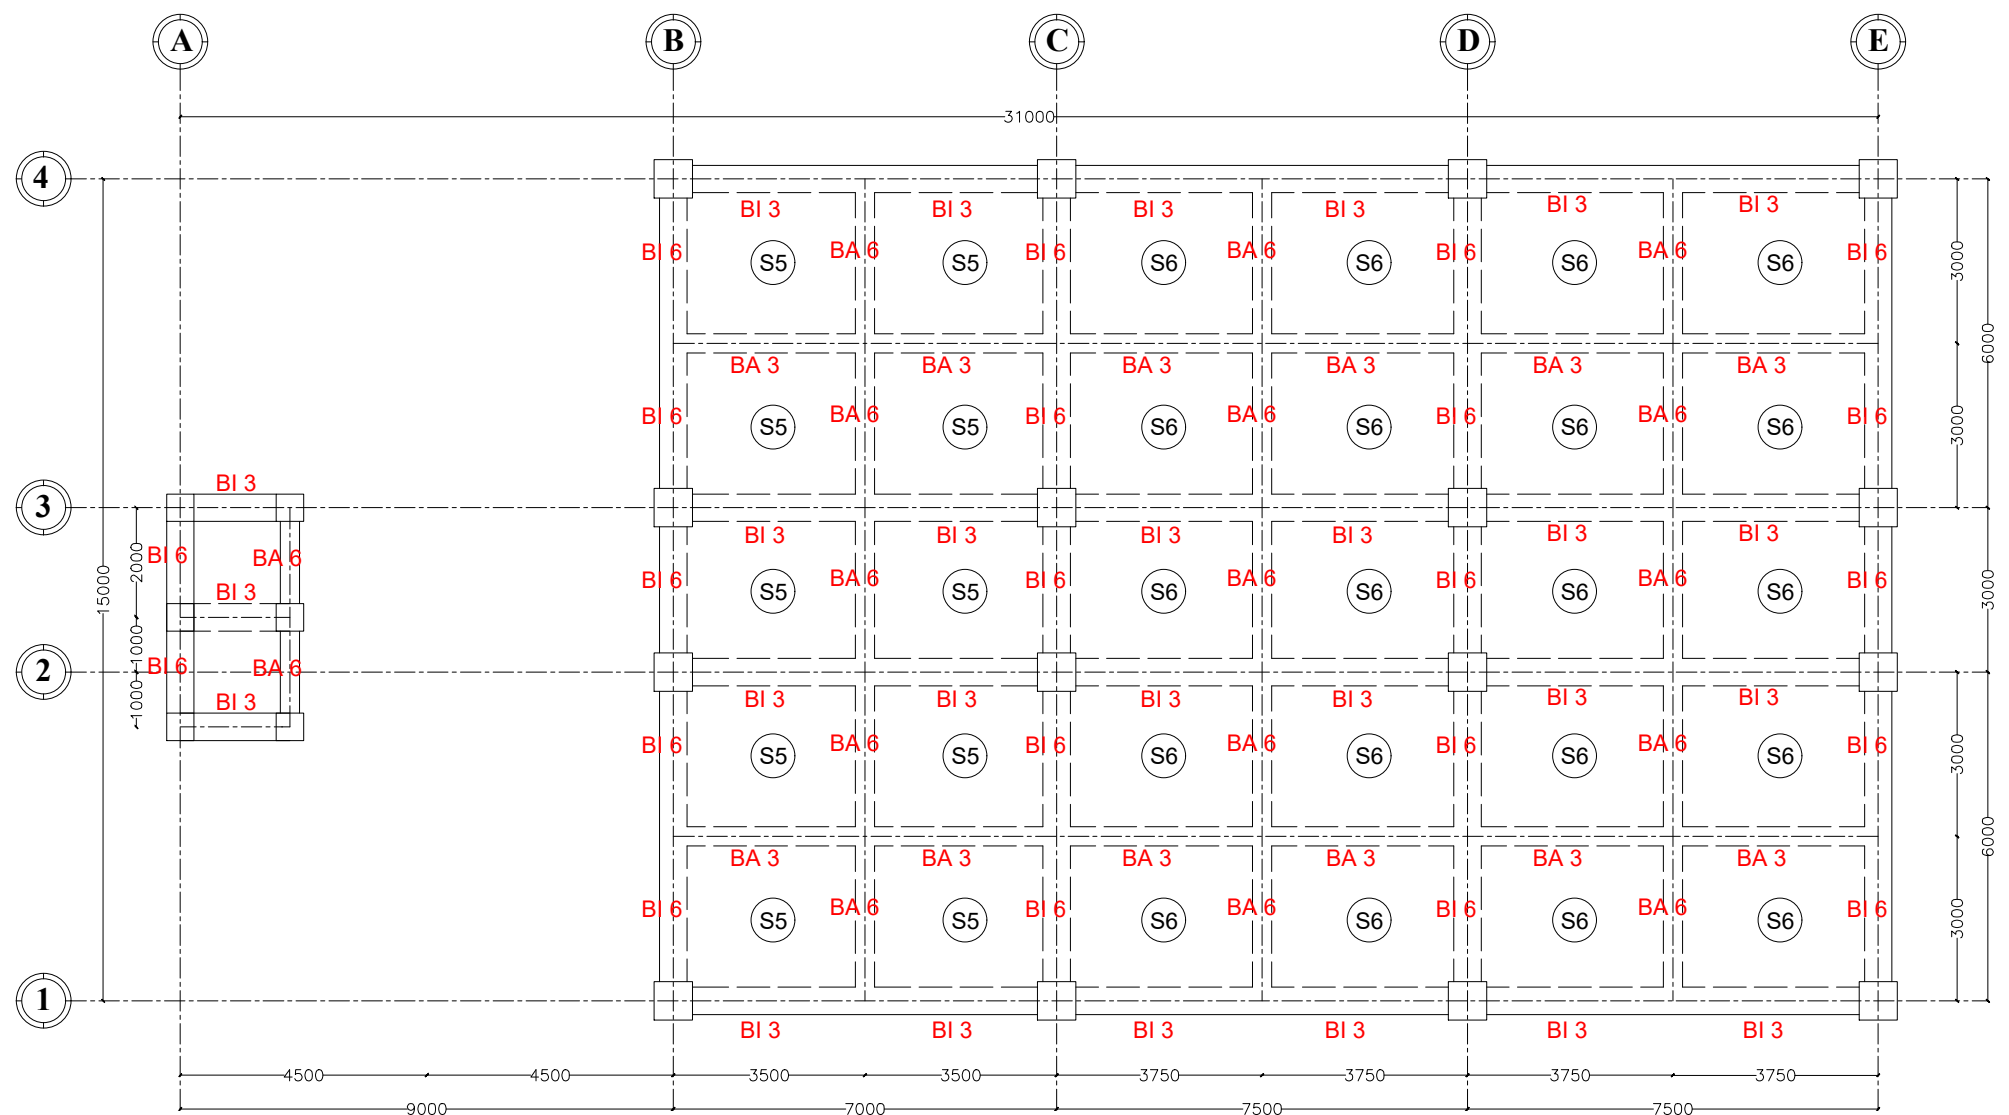 A B C D E
31000
4
BI 3 BI 3 BI 3 BI 3 BI 3 BI 3
BI 6 BA 6 BI 6 BA 6 BI 6 BA 6 BI 6
S5 S5 S6 S6 S6 S6
3000
6000
BA 3 BA 3 BA 3 BA 3 BA 3 BA 3
BI 6 BA 6 BI 6 BA 6 BI 6 BA 6 BI 6
S5 S5 S6 S6 S6 S6
3000
BI 3
3
BI 3 BI 3 BI 3 BI 3 BI 3 BI 3
BI 6 2000 BA 6
15000
BI 3
BI 6 BA 6 BI 6 BA 6 BI 6 BA 6 BI 6
S5 S5 S6 S6 S6 S6
3000
1000
BI 6 BA 6
2
1000
BI 3
BI 3 BI 3 BI 3 BI 3 BI 3 BI 3
BI 6 BA 6 BI 6 BA 6 BI 6 BA 6 BI 6
S5 S5 S6 S6 S6 S6
3000
6000
BA 3 BA 3 BA 3 BA 3 BA 3 BA 3
BI 6 BA 6 BI 6 BA 6 BI 6 BA 6 BI 6
S5 S5 S6 S6 S6 S6
3000
1
BI 3 BI 3 BI 3 BI 3 BI 3 BI 3
4500 4500 3500 3500 3750 3750 3750 3750
9000 7000 7500 7500